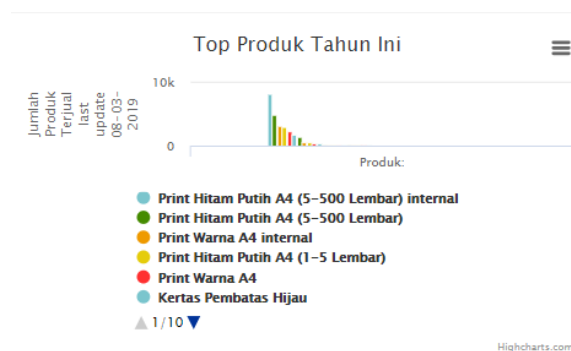 Top Produk Tahun Ini
Jumlah
Produk
Terjual
last
update
08-03-
2019
10k
0
Produk:
Print Hitam Putih A4 (5-500 Lembar) internal
Print Hitam Putih A4 (5-500 Lembar)
Print Warna A4 internal
Print Hitam Putih A4 (1-5 Lembar)
Print Warna A4
Kertas Pembatas Hijau
1/10
Highcharts.com